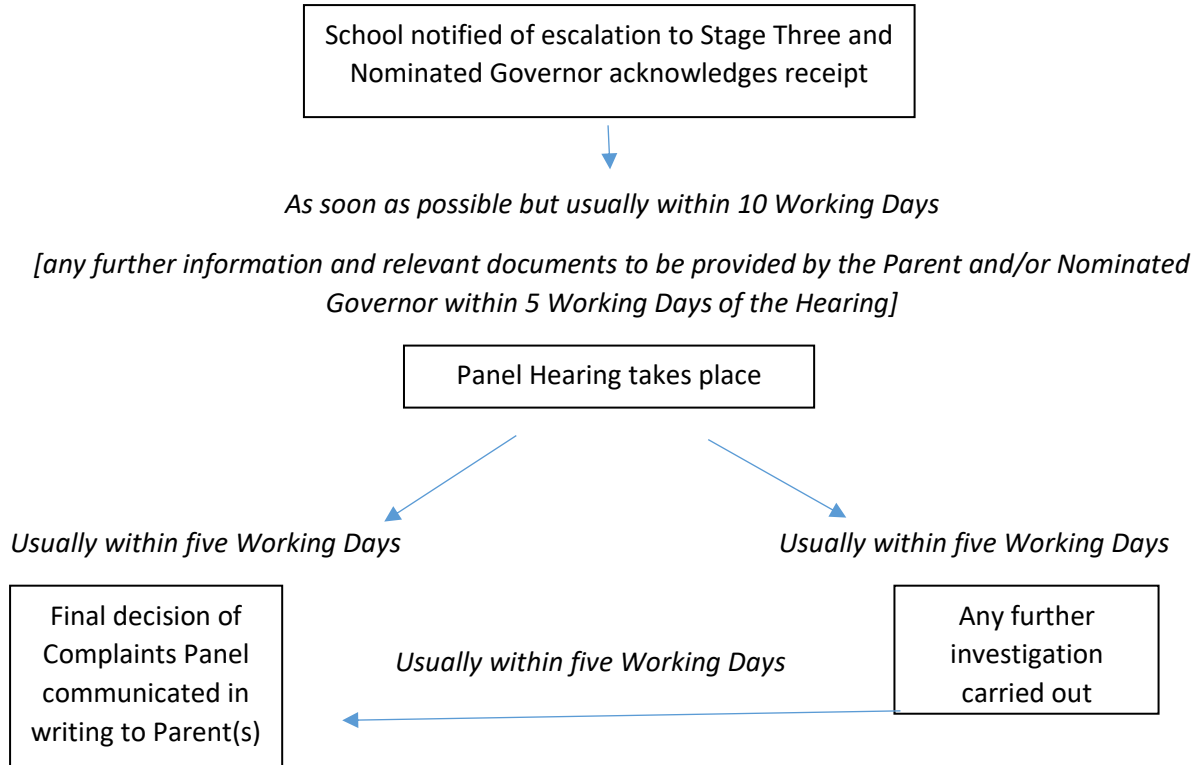 School notified of escalation to Stage Three and
Nominated Governor acknowledges receipt
As soon as possible but usually within 10 Working Days
[any further information and relevant documents to be provided by the Parent and/or Nominated
Governor within 5 Working Days of the Hearing]
Panel Hearing takes place
Usually within five Working Days
Usually within five Working Days
Final decision of
Complaints Panel
communicated in
writing to Parent(s)
Usually within five Working Days
Any further
investigation
carried out